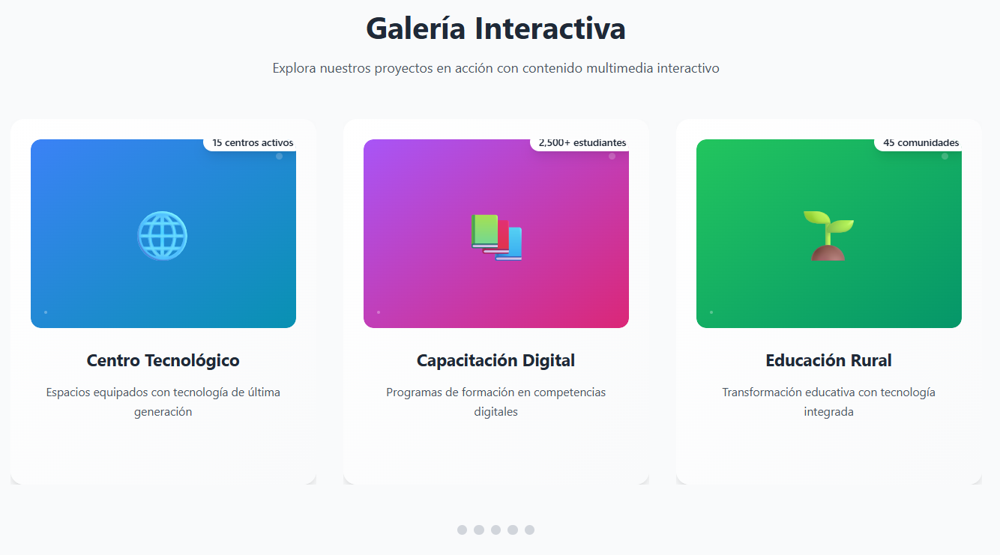 Galería Interactiva
Explora nuestros proyectos en acción con contenido multimedia interactivo
15 centros activos
2,500+ estudiantes
45 comunidades
Centro Tecnológico
Capacitación Digital
Educación Rural
Espacios equipados con tecnología de última
generación
Programas de formación en competencias
digitales
Transformación educativa con tecnología
integrada